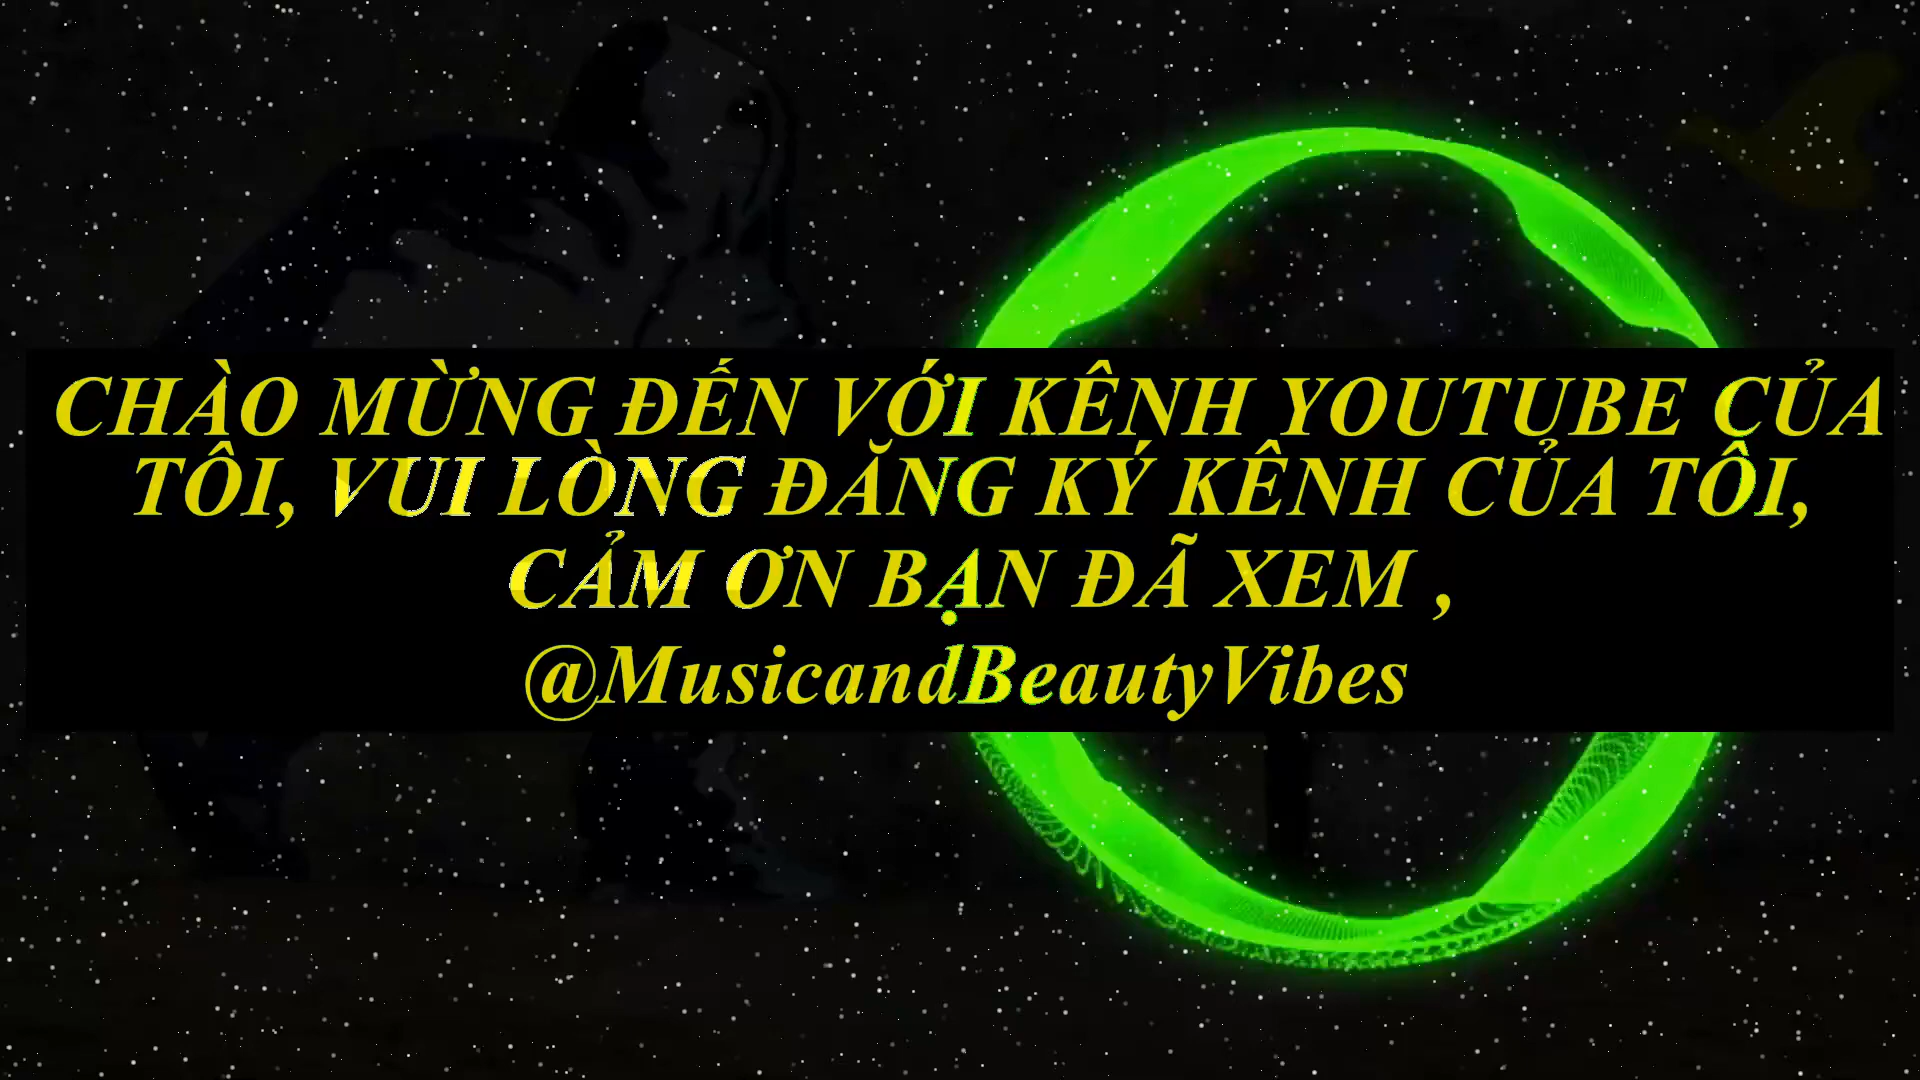 CHÀO MỪNG ĐẾN VỚI KÊNH YOUTUBE CỦA
TÔI, VUI LÒNG ĐĂNG KÝ KÊNH CỦA TÔI,
CẢM ƠN BẠN ĐÃ XEM ,
@MusicandBeautyVibes